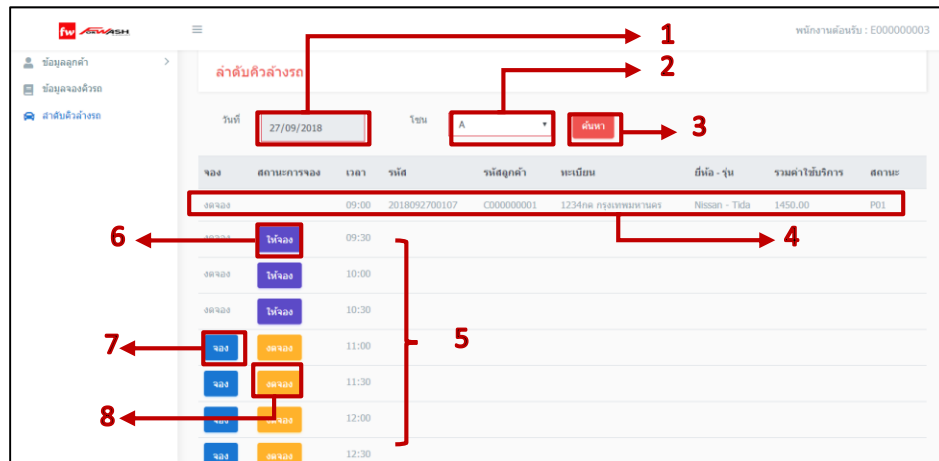 fw ForWASH
พนักงานต้อนรับ : E000000003
1
ข้อมูลลูกค้า
ลำดับคิวล้างรถ
2
ข้อมูลจองคิวรถ
ลำดับคิวล้างรถ
วันที่ 27/09/2018 โซน A ค้นหา 3
จอง สถานะการจอง เวลา รหัส รหัสลูกค้า ทะเบียน ยี่ห้อ - รุ่น รวมค่าใช้บริการ สถานะ
งดจอง 09:00 2018092700107 C000000001 1234กด กรุงเทพมหานคร Nissan - Tida 1450.00 P01
6 งดจอง ให้จอง 09:30 4
งดจอง ให้จอง 10:00
งดจอง ให้จอง 10:30
7 จอง งดจอง 11:00 5
จอง งดจอง 11:30
8 จอง งดจอง 12:00
จอง งดจอง 12:30